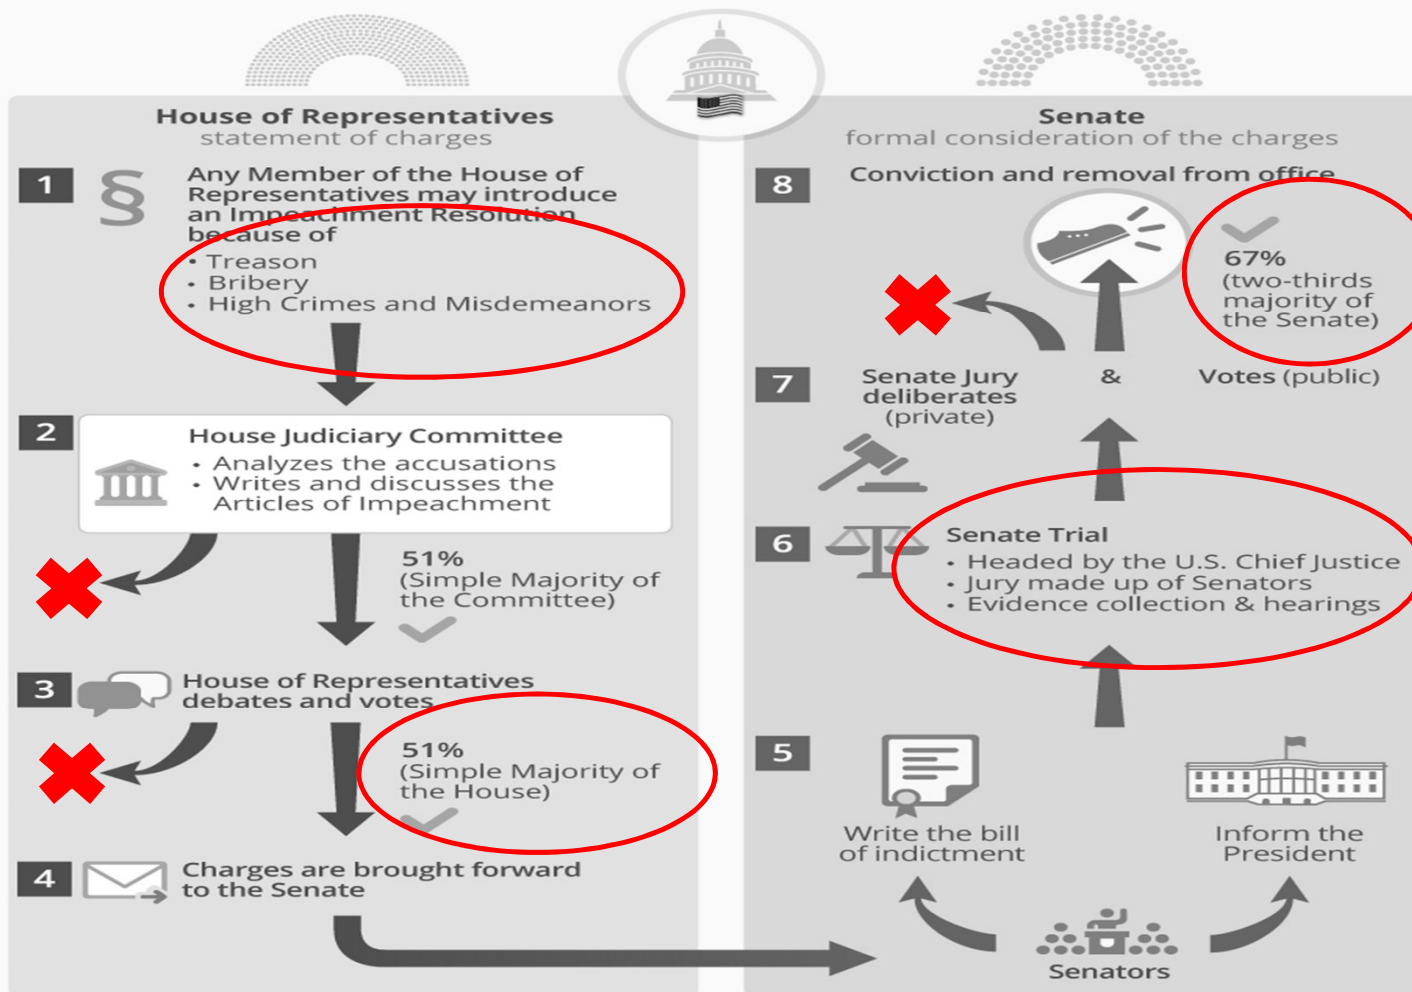 House of Representatives
statement of charges
1
§
Any Member of the House of
Representatives may introduce
an Impeachment Resolution
because of
• Treason
• Bribery
• High Crimes and Misdemeanors
2
House Judiciary Committee
• Analyzes the accusations
• Writes and discusses the
Articles of Impeachment
51%
(Simple Majority of
the Committee)
3
House of Representatives
debates and votes
51%
(Simple Majority of
the House)
4
Charges are brought forward
to the Senate
Senate
formal consideration of the charges
8
Conviction and removal from office
67%
(two-thirds
majority of
the Senate)
7
Senate Jury
deliberates
(private)
&
Votes (public)
6
Senate Trial
• Headed by the U.S. Chief Justice
• Jury made up of Senators
• Evidence collection & hearings
5
Write the bill
of indictment
Inform the
President
Senators